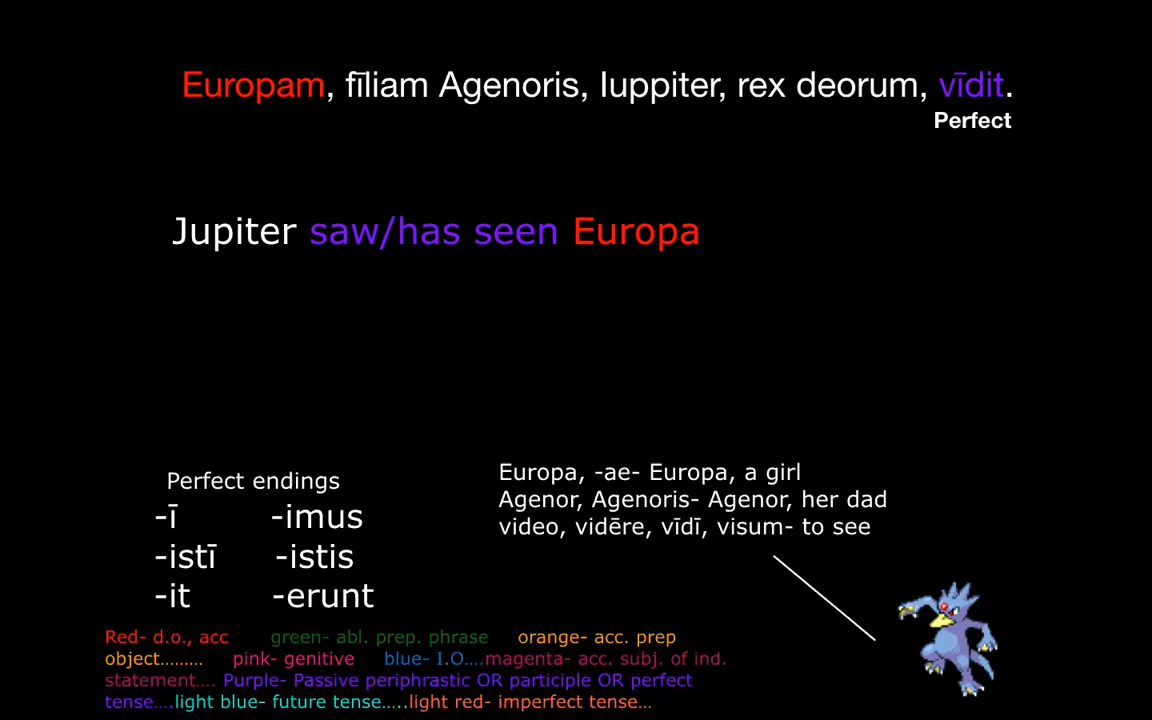 Europam, fīliam Agenoris, Iuppiter, rex deorum, vīdit.
Perfect
Jupiter saw/has seen Europa
Perfect endings
-ī -imus
-istī -istis
-it -erunt
Europa, -ae- Europa, a girl
Agenor, Agenoris- Agenor, her dad
video, vidēre, vīdī, visum- to see
Red- d.o., acc green- abl. prep. phrase orange- acc. prep
object......... pink- genitive blue- I.O....magenta- acc. subj. of ind.
statement.... Purple- Passive periphrastic OR participle OR perfect
tense....light blue- future tense.....light red- imperfect tense...